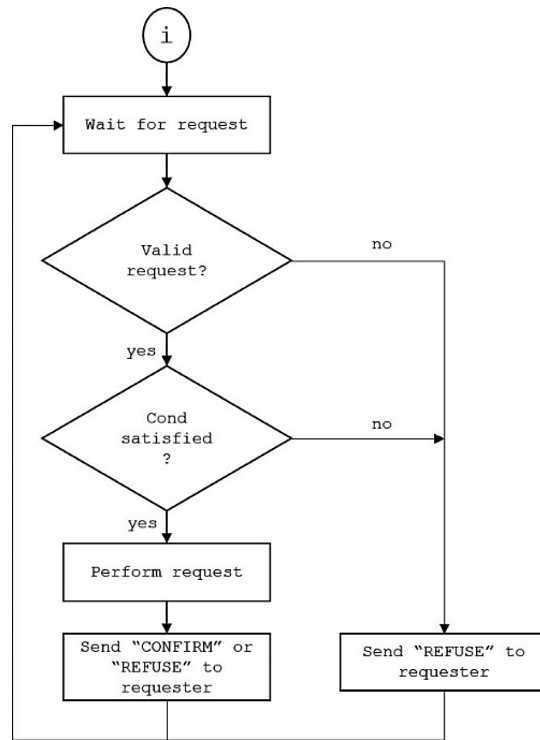 i
Wait for request
Valid
request?
no
yes
Cond
satisfied
?
no
yes
Perform request
Send “CONFIRM” or
“REFUSE” to
requester
Send “REFUSE” to
requester